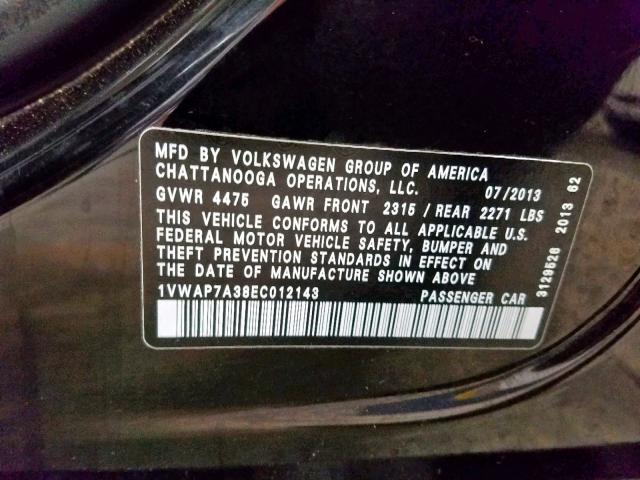 MFD BY VOLKSWAGEN GROUP OF AMERICA
CHATTANOOGA OPERATIONS, LLC. 07/2013
GVWR 4475 GAWR FRONT 2315 / REAR 2271 LBS
THIS VEHICLE CONFORMS TO ALL APPLICABLE U.S.
FEDERAL MOTOR VEHICLE SAFETY, BUMPER AND
THEFT PREVENTION STANDARDS IN EFFECT ON
THE DATE OF MANUFACTURE SHOWN ABOVE
1VWAP7A38EC012143 PASSENGER CAR
3129526 2013 62